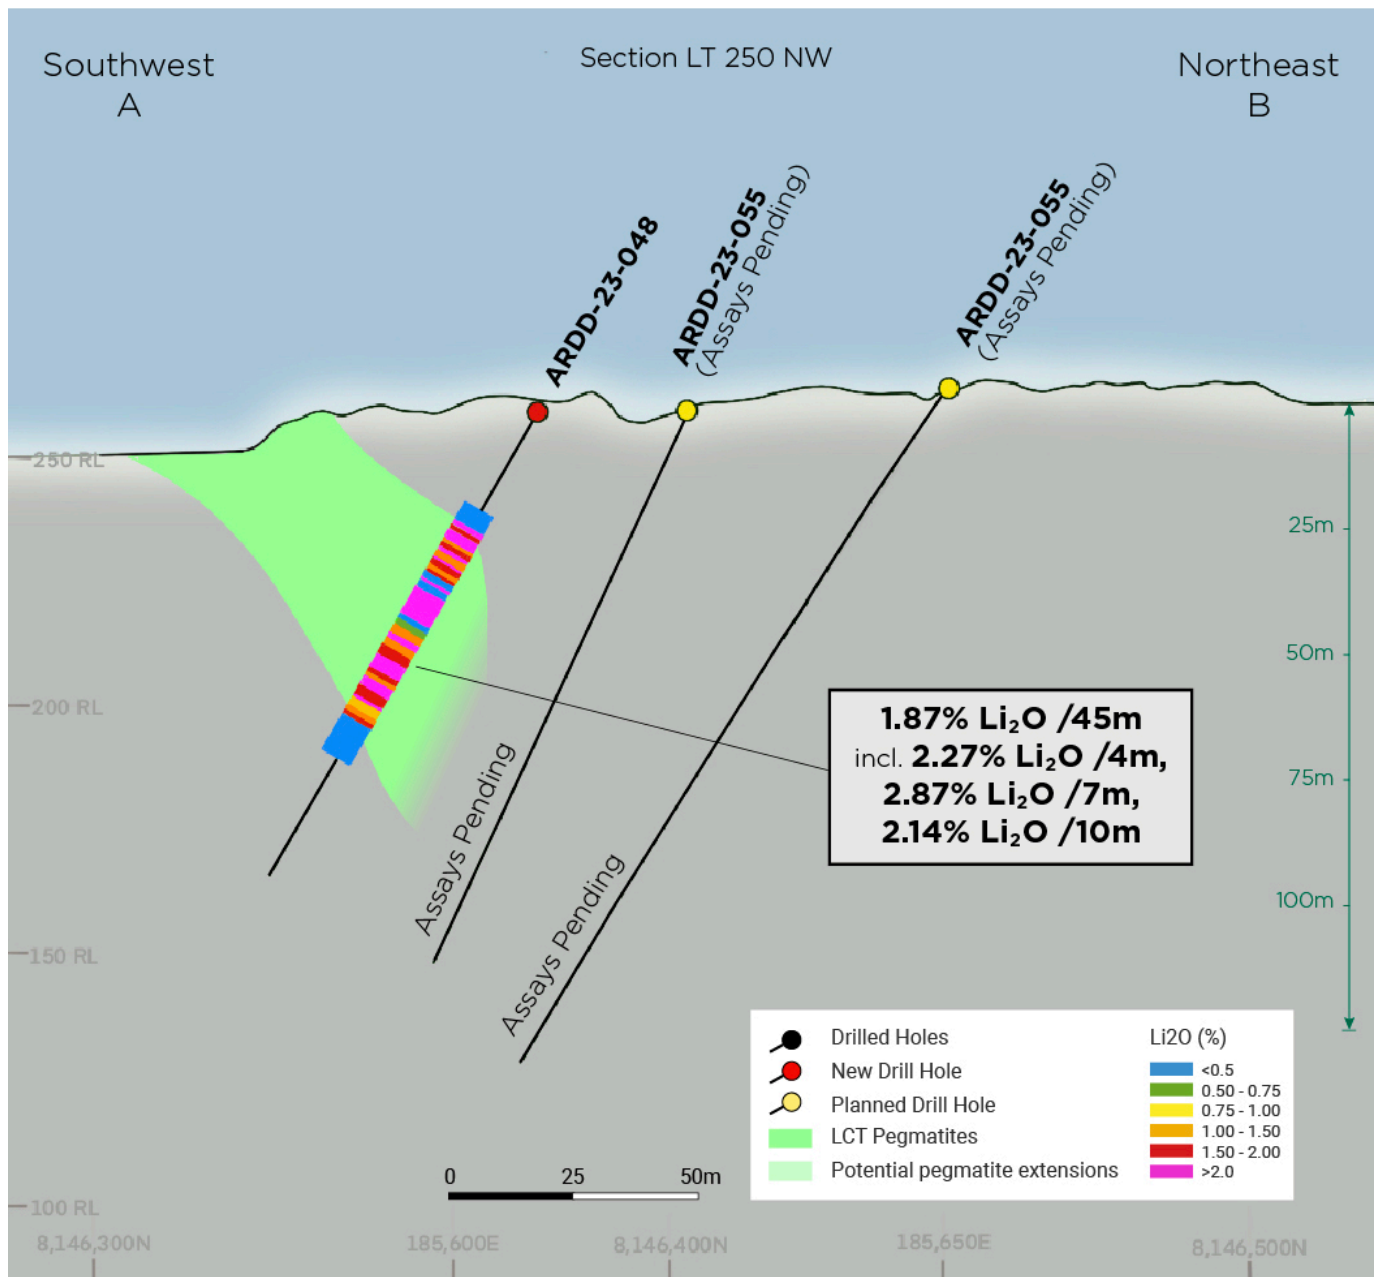 Southwest
A
Section LT 250 NW
Northeast
B
ARDD-23-048
ARDD-23-055
(Assays Pending)
ARDD-23-055
(Assays Pending)
250 RL
200 RL
150 RL
100 RL
25m
50m
75m
100m
1.87% Li₂O /45m
incl. 2.27% Li₂O /4m,
2.87% Li₂O /7m,
2.14% Li₂O /10m
Assays Pending
Assays Pending
Drilled Holes
New Drill Hole
Planned Drill Hole
LCT Pegmatites
Potential pegmatite extensions
Li2O (%)
<0.5
0.50 - 0.75
0.75 - 1.00
1.00 - 1.50
1.50 - 2.00
>2.0
0 25 50m
8,146,300N 185,600E 8,146,400N 185,650E 8,146,500N